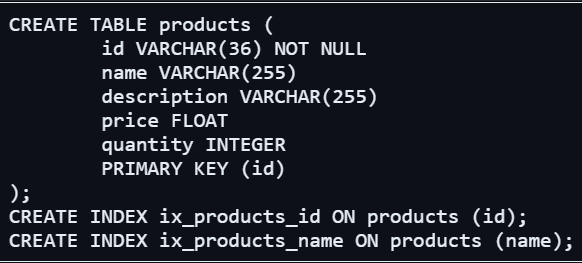 CREATE TABLE products (
        id VARCHAR(36) NOT NULL
        name VARCHAR(255)
        description VARCHAR(255)
        price FLOAT
        quantity INTEGER
        PRIMARY KEY (id)
);
CREATE INDEX ix_products_id ON products (id);
CREATE INDEX ix_products_name ON products (name);